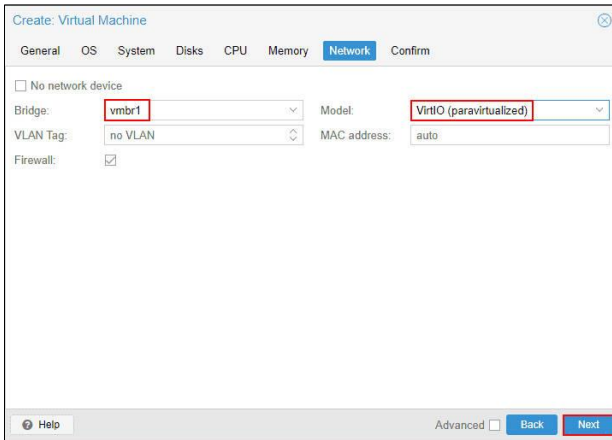 Create: Virtual Machine
General OS System Disks CPU Memory Network Confirm
No network device
Bridge: vmbr1 Model: VirtIO (paravirtualized)
VLAN Tag: no VLAN MAC address: auto
Firewall:
Help Advanced Back Next